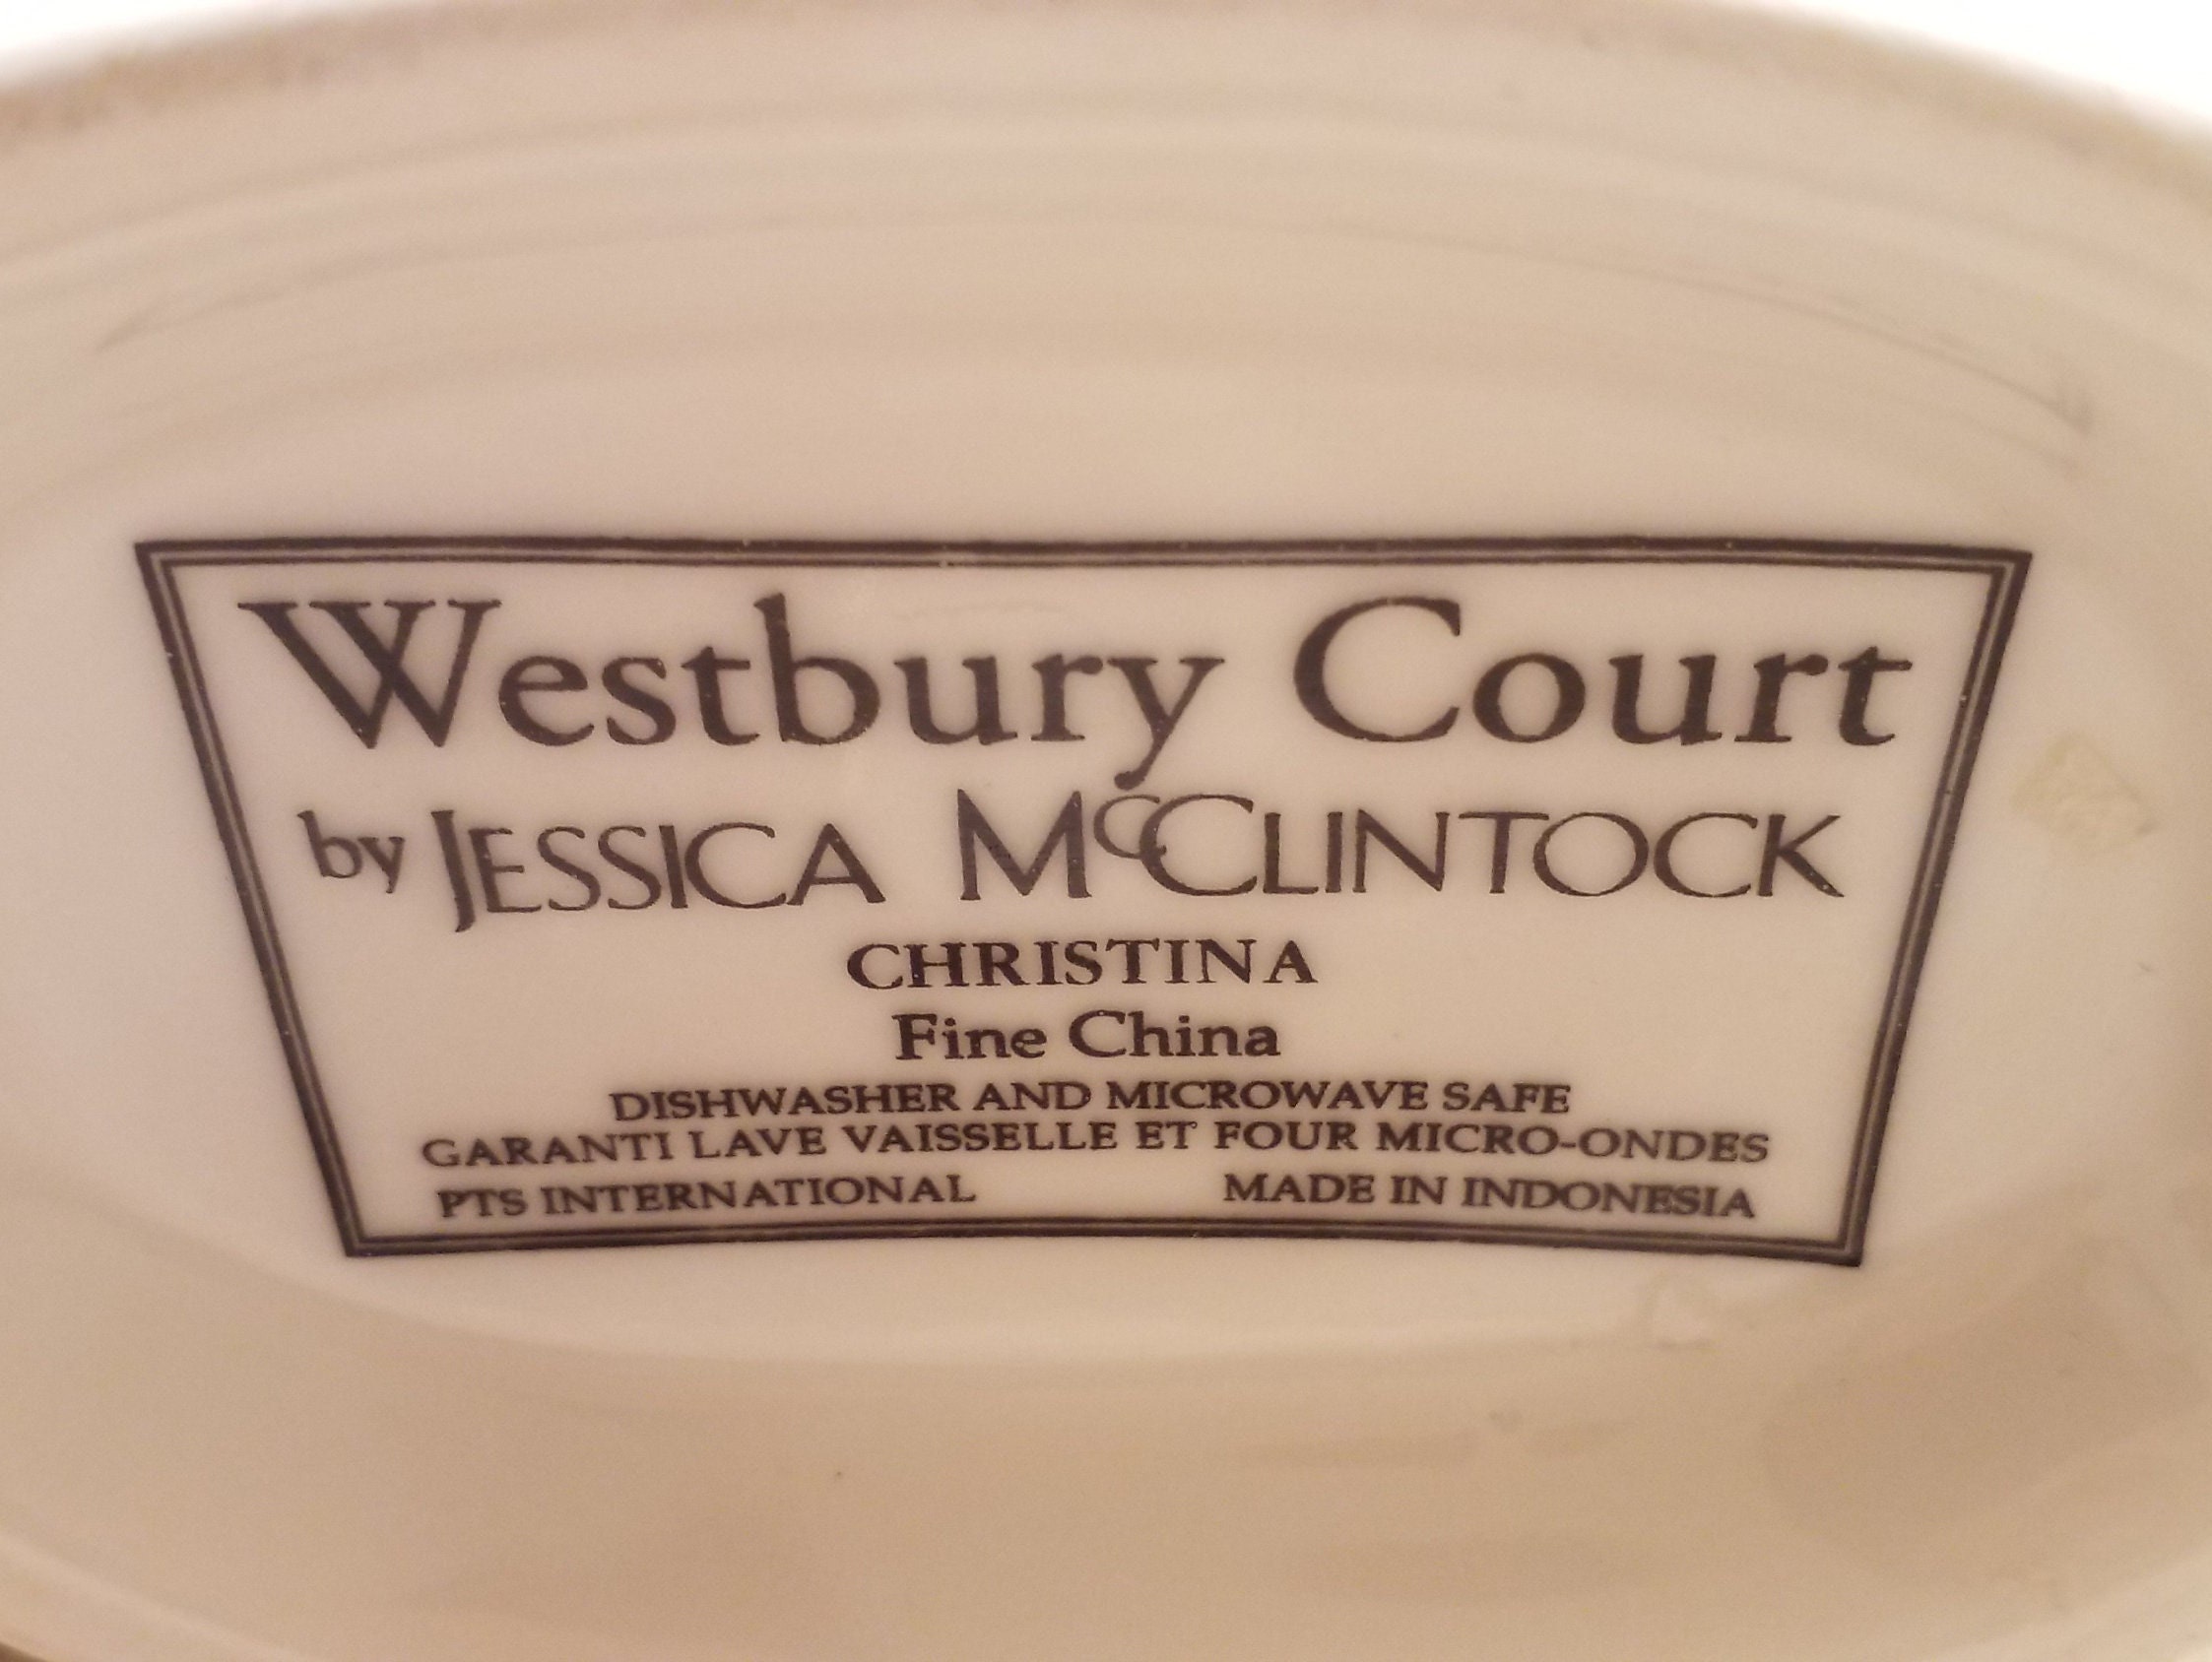 Westbury Court
by JESSICA McCLINTOCK
CHRISTINA
Fine China
DISHWASHER AND MICROWAVE SAFE
GARANTI LAVE VAISSELLE ET FOUR MICRO-ONDES
PTS INTERNATIONAL MADE IN INDONESIA